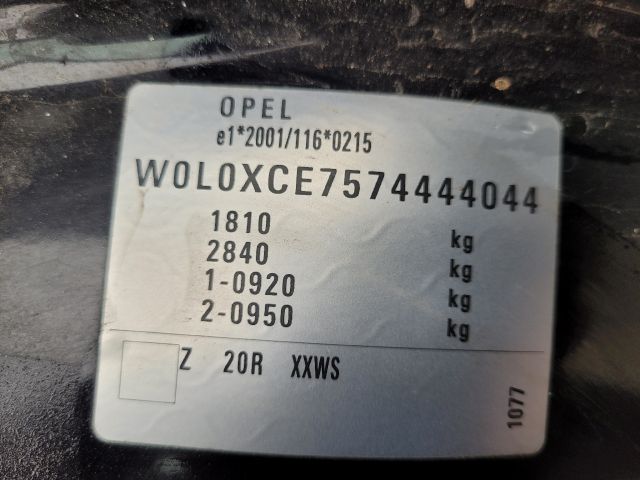 OPEL
e1*2001/116*0215
W0L0XCE7574444044
1810 kg
2840 kg
1-0920 kg
2-0950 kg
Z 20R XXWS
1077